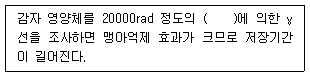 감자 영양체를 20000rad 정도의 (    )에 의한 γ
선을 조사하면 맹아억제 효과가 크므로 저장기간
이 길어진다.